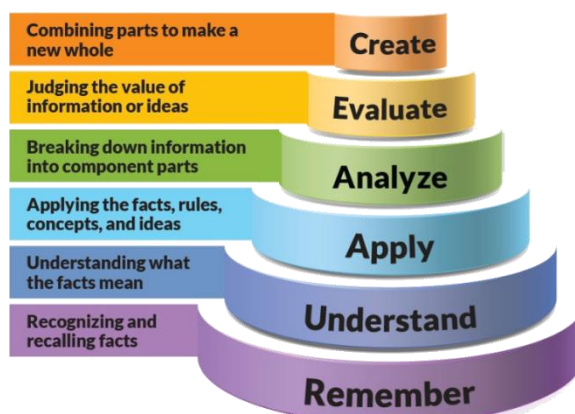 Combining parts to make a
new whole
Create
Judging the value of
information or ideas
Evaluate
Breaking down information
into component parts
Analyze
Applying the facts, rules,
concepts, and ideas
Apply
Understanding what
the facts mean
Understand
Recognizing and
recalling facts
Remember